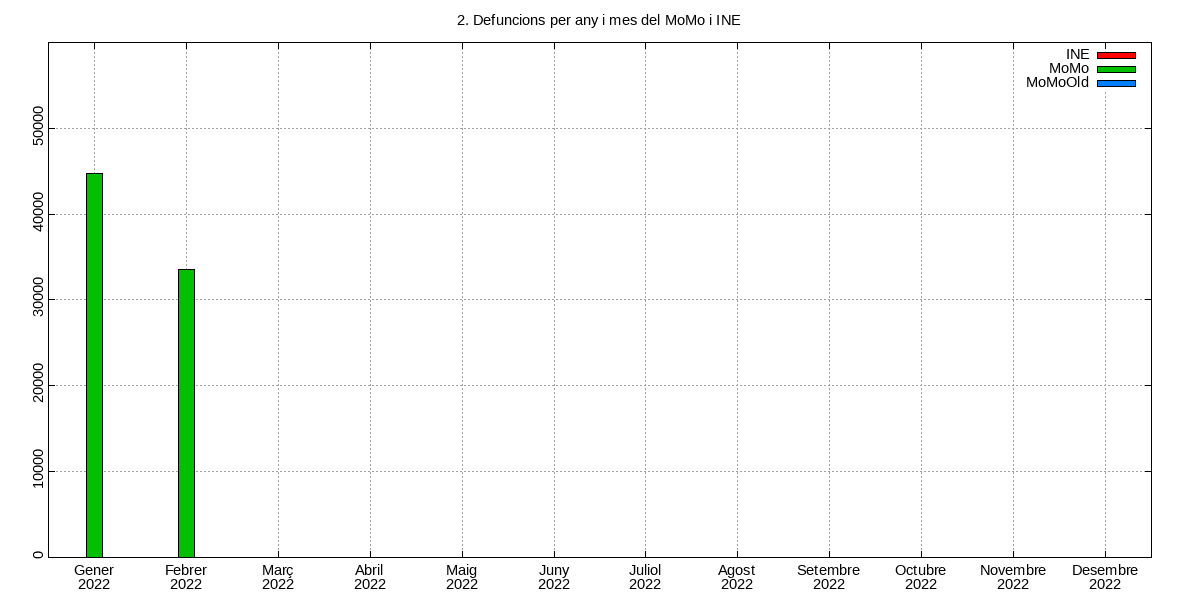 2. Defuncions per any i mes del MoMo i INE
INE
MoMo
MoMoOld
50000
40000
30000
20000
10000
0
Gener Febrer Març Abril Maig Juny Juliol Agost Setembre Octubre Novembre Desembre
2022 2022 2022 2022 2022 2022 2022 2022 2022 2022 2022 2022